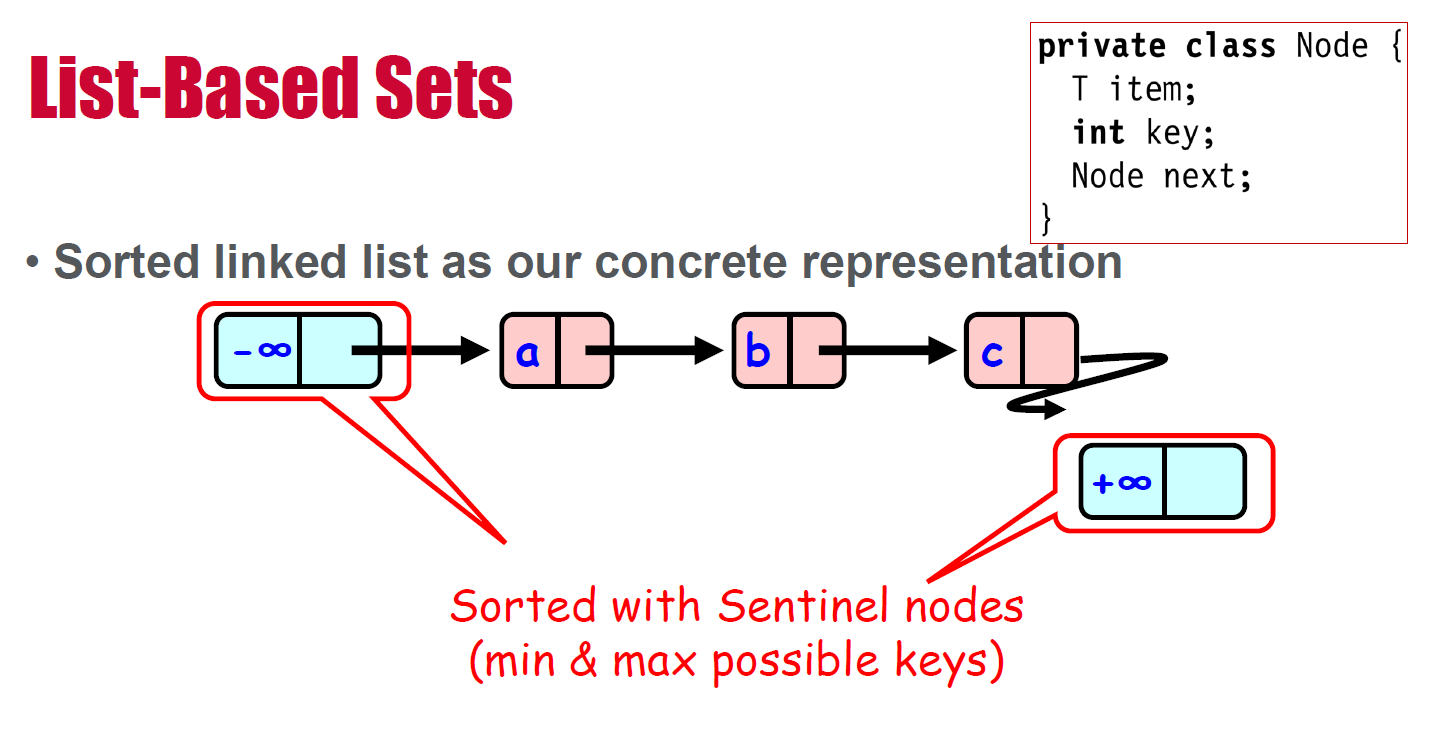 List-Based Sets
private class Node {
T item;
int key;
Node next;
}
• Sorted linked list as our concrete representation
-∞ a b c
+∞
Sorted with Sentinel nodes
(min & max possible keys)